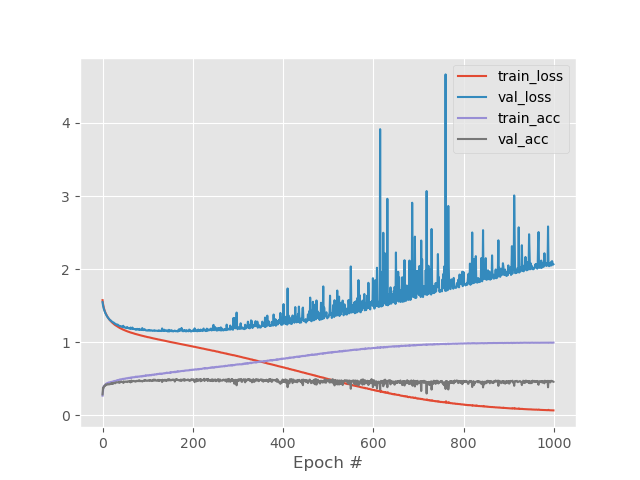 train_loss
val_loss
train_acc
val_acc
4
3
2
1
0
0 200 400 600 800 1000
Epoch #